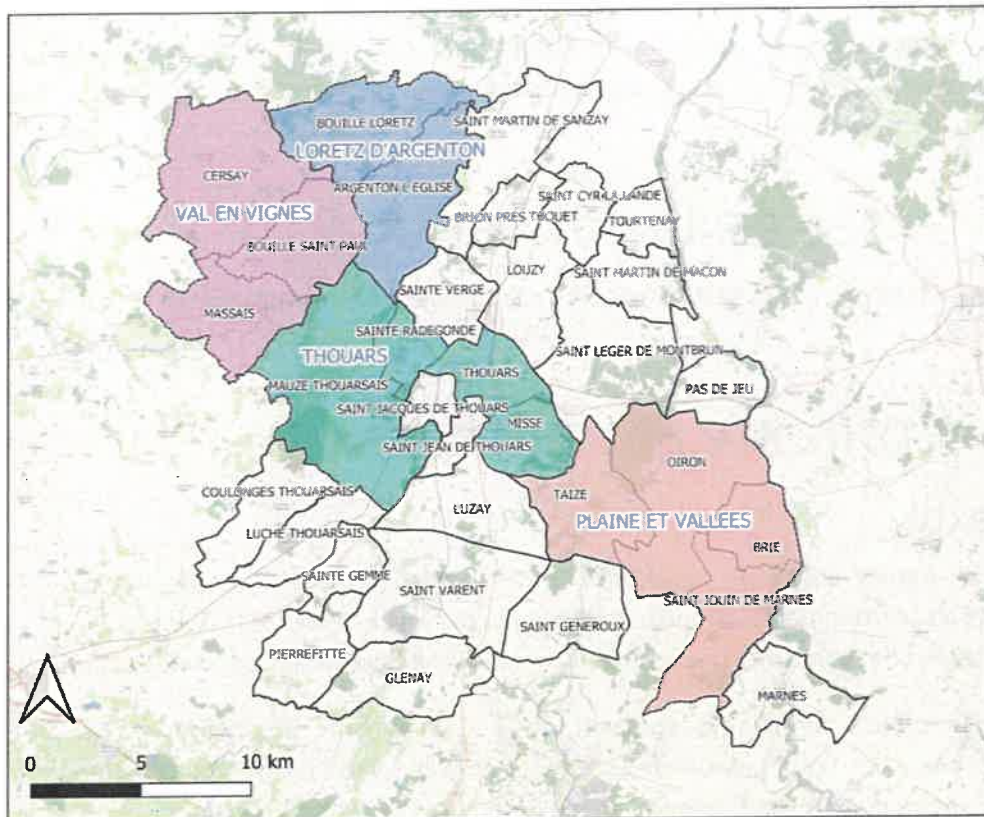 BOUILLE LORETZ
SAINT MARTIN DE SANZAY
LORETZ D'ARGENTON
CERSAY
ARGENTON L'EGLISE
SAINT CYR LA LANDE
VAL EN VIGNES
BRION PRES THOUET
TOURTENAY
BOUILLE SAINT PAUL
LOUZY
SAINT MARTIN DE MACON
SAINTE VERGE
MASSAIS
SAINTE RADEGONDE
THOUARS
SAINT LEGER DE MONTBRUN
THOUARS
MAUZE THOUARSAIS
PAS DE JEU
SAINT JACQUES DE THOUARS
MISSE
SAINT JEAN DE THOUARS
OIRON
COULONGES THOUARSAIS
TAIZE
LUZAY
PLAINE ET VALLEES
LUCHE THOUARSAIS
BRIE
SAINTE GEMME
SAINT VARENT
SAINT JOUIN DE MARNES
SAINT GENEROUX
PIERREFITTE
GLENAY
MARNES
0 5 10 km